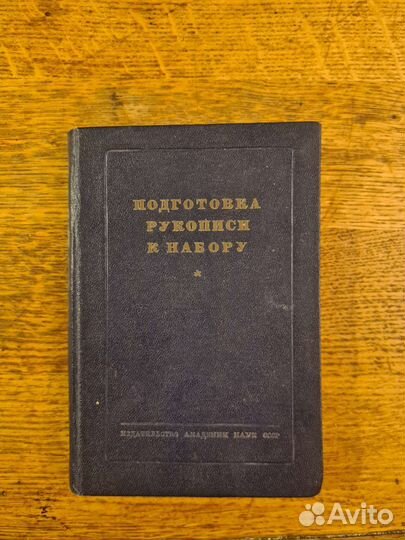 ПОДГОТОВКА
РУКОПИСИ
К НАБОРУ
ИЗДАТЕЛЬСТВО АКАДЕМИИ НАУК СССР
Avito